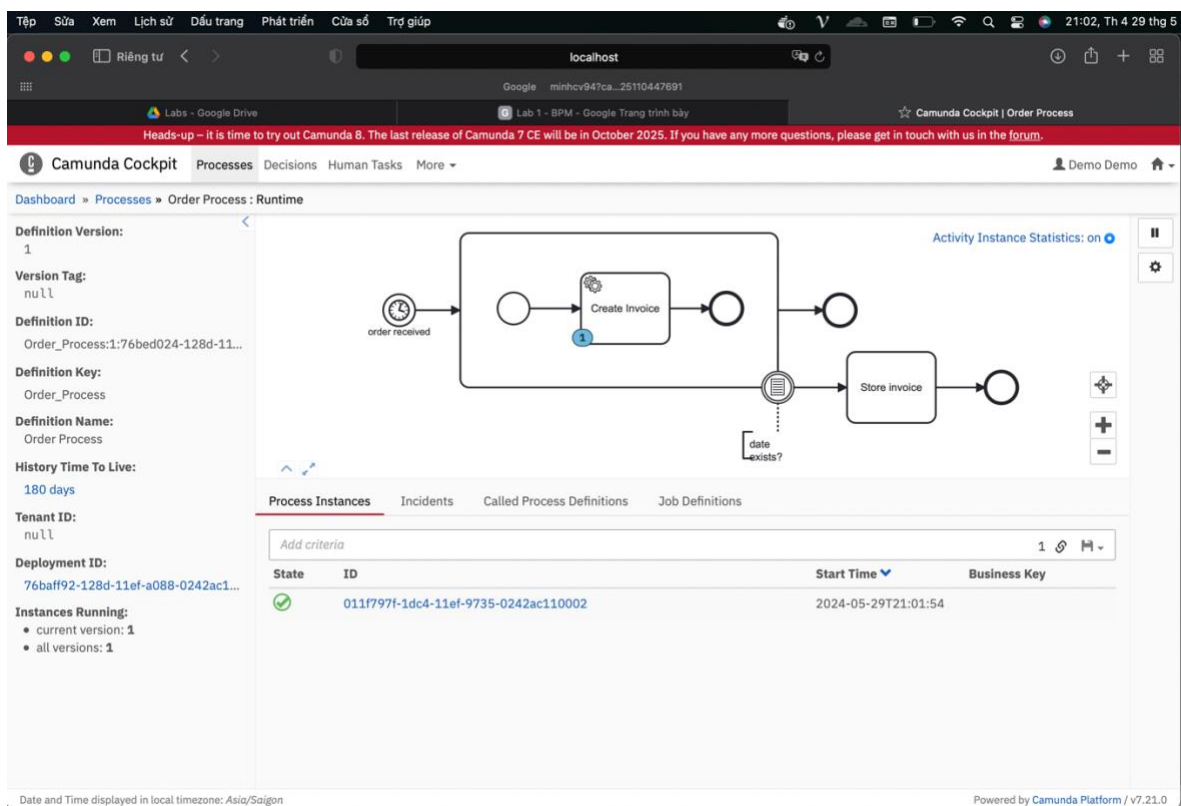 Tệp Sửa Xem Lịch sử Dấu trang Phát triển Cửa sổ Trợ giúp 21:02, Th 4 29 thg 5
Riêng tư localhost
Google minhcv94?ca...25110447691
Labs - Google Drive Lab 1 - BPM - Google Trang trình bày Camunda Cockpit | Order Process
Heads-up – it is time to try out Camunda 8. The last release of Camunda 7 CE will be in October 2025. If you have any more questions, please get in touch with us in the forum.
Camunda Cockpit Processes Decisions Human Tasks More Demo Demo
Dashboard » Processes » Order Process : Runtime
Definition Version:
1
Version Tag:
null
Definition ID:
Order_Process:1:76bed024-128d-11...
Definition Key:
Order_Process
Definition Name:
Order Process
History Time To Live:
180 days
Tenant ID:
null
Deployment ID:
76baff92-128d-11ef-a088-0242ac1...
Instances Running:
• current version: 1
• all versions: 1
Activity Instance Statistics: on
order received
Create Invoice
1
Store invoice
date
exists?
Process Instances Incidents Called Process Definitions Job Definitions
Add criteria 1
State ID Start Time Business Key
011f797f-1dc4-11ef-9735-0242ac110002 2024-05-29T21:01:54
Date and Time displayed in local timezone: Asia/Saigon Powered by Camunda Platform / v7.21.0